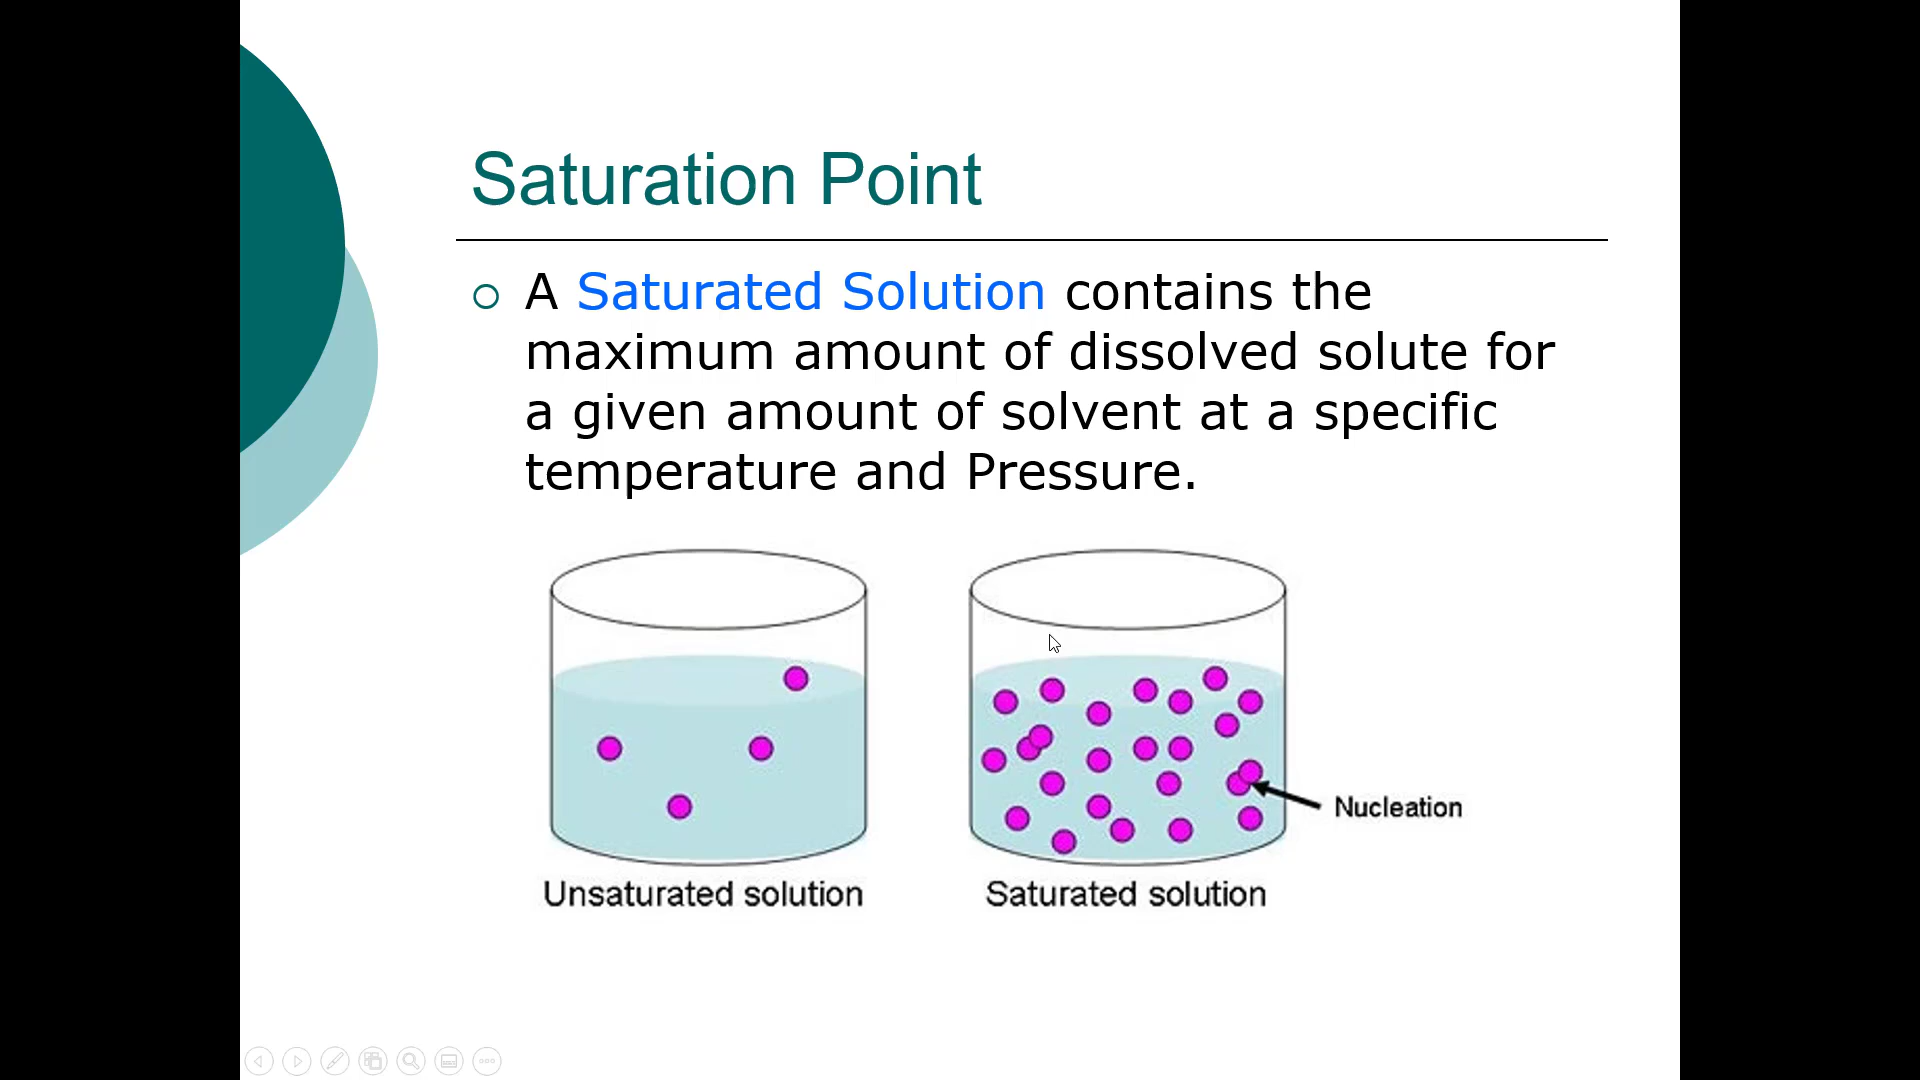 Saturation Point
A Saturated Solution contains the
maximum amount of dissolved solute for
a given amount of solvent at a specific
temperature and Pressure.
Nucleation
Unsaturated solution
Saturated solution